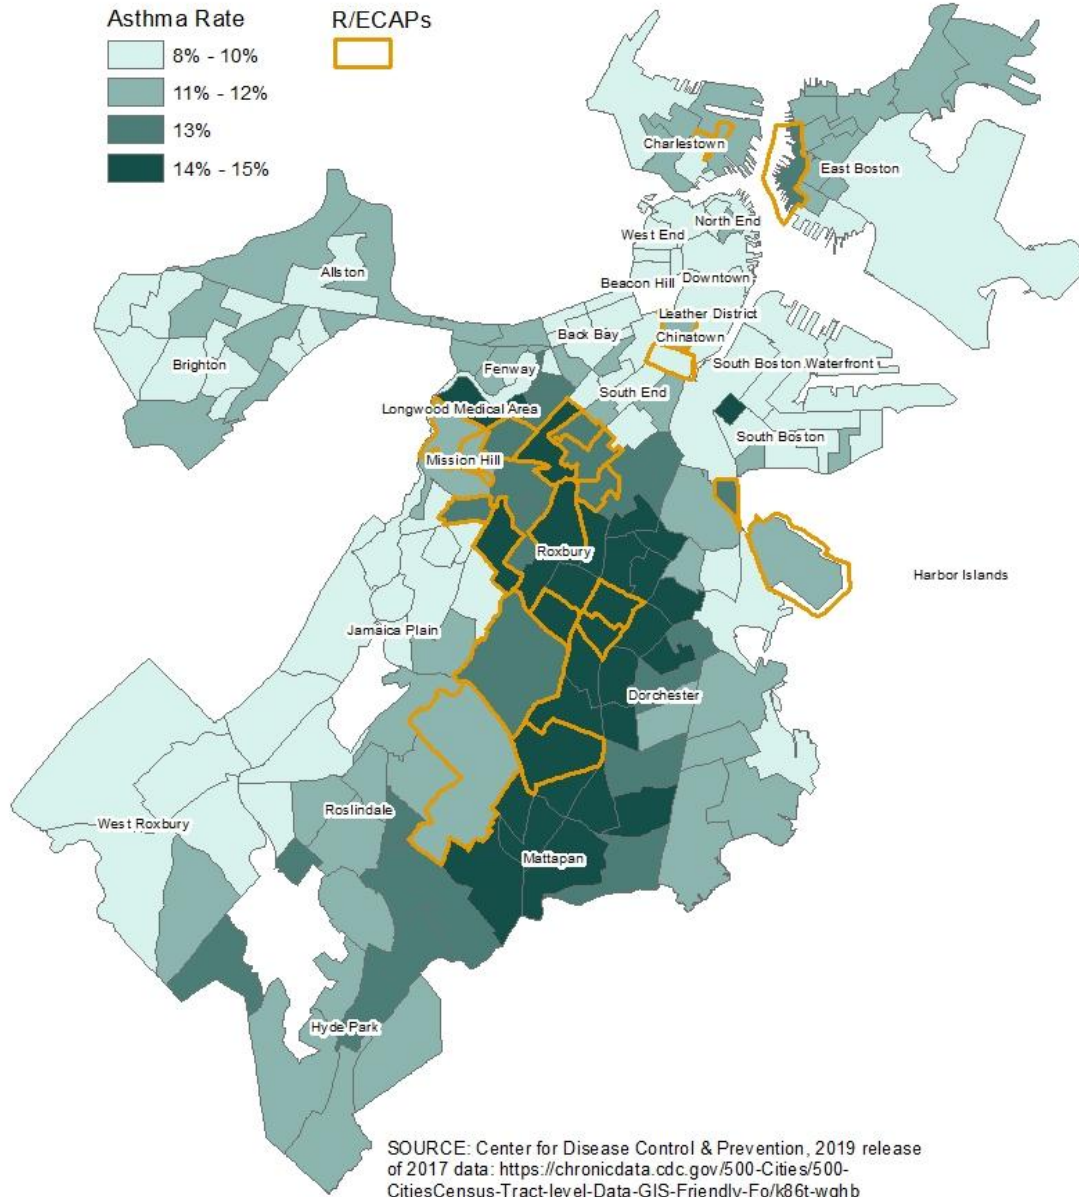 Asthma Rate
8% - 10%
11% - 12%
13%
14% - 15%
R/ECAPs
Charlestown
East Boston
North End
West End
Allston
Beacon Hill
Downtown
Leather District
Back Bay
Chinatown
Brighton
Fenway
South Boston Waterfront
South End
Longwood Medical Area
South Boston
Mission Hill
Roxbury
Harbor Islands
Jamaica Plain
Dorchester
Roslindale
West Roxbury
Mattapan
Hyde Park
SOURCE: Center for Disease Control & Prevention, 2019 release
of 2017 data: https://chronicdata.cdc.gov/500-Cities/500-
CitiesCensus-Tract-level-Data-GIS-Friendly-Fo/k86t-wghb